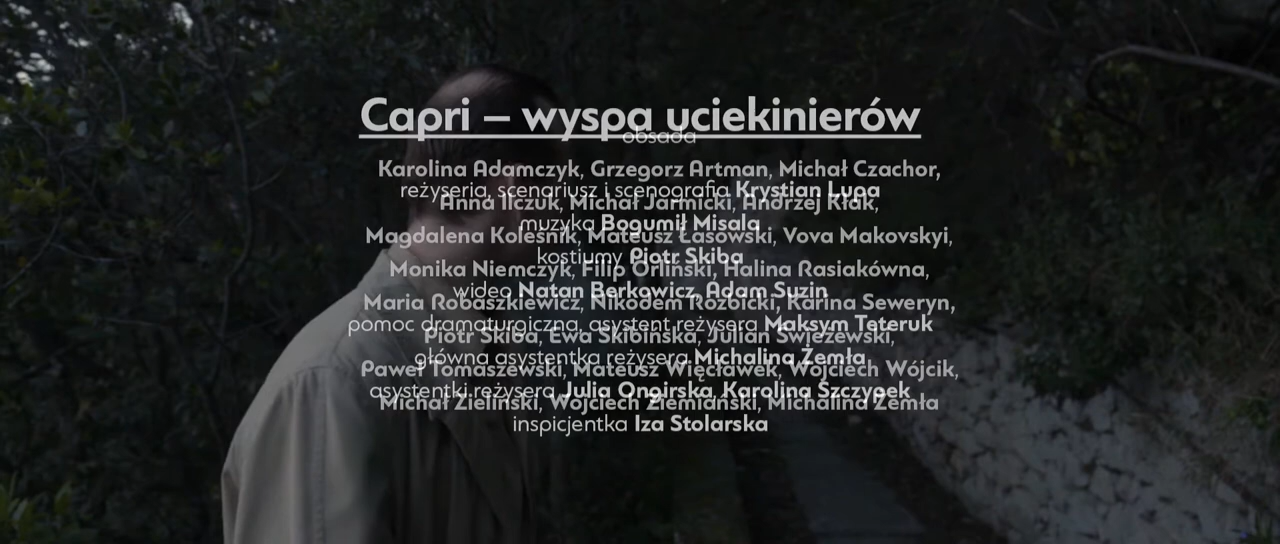 Capri – wyspa uciekinierów
obsada
Karolina Adamczyk, Grzegorz Artman, Michał Czachor,
reżyseria, scenariusz i scenografia Krystian Lupa
Anna Ilczuk, Michał Jarmicki, Andrzej Kłak,
muzyka Bogumił Misala
Magdalena Koleśnik, Mateusz Łasowski, Vova Makovskyi,
kostiumy Piotr Skiba
Monika Niemczyk, Filip Orliński, Halina Rasiakówna,
wideo Natan Berkowicz, Adam Suzin
Maria Robaszkiewicz, Nikodem Rozbicki, Karina Seweryn,
pomoc dramaturgiczna, asystent reżysera Maksym Teteruk
Piotr Skiba, Ewa Skibińska, Julian Świeżewski,
główna asystentka reżysera Michalina Żemła
Paweł Tomaszewski, Mateusz Więcławek, Wojciech Wójcik,
asystentki reżysera Julia Ongirska, Karolina Szczypek
Michał Zieliński, Wojciech Ziemiański, Michalina Żemła
inspicjentka Iza Stolarska